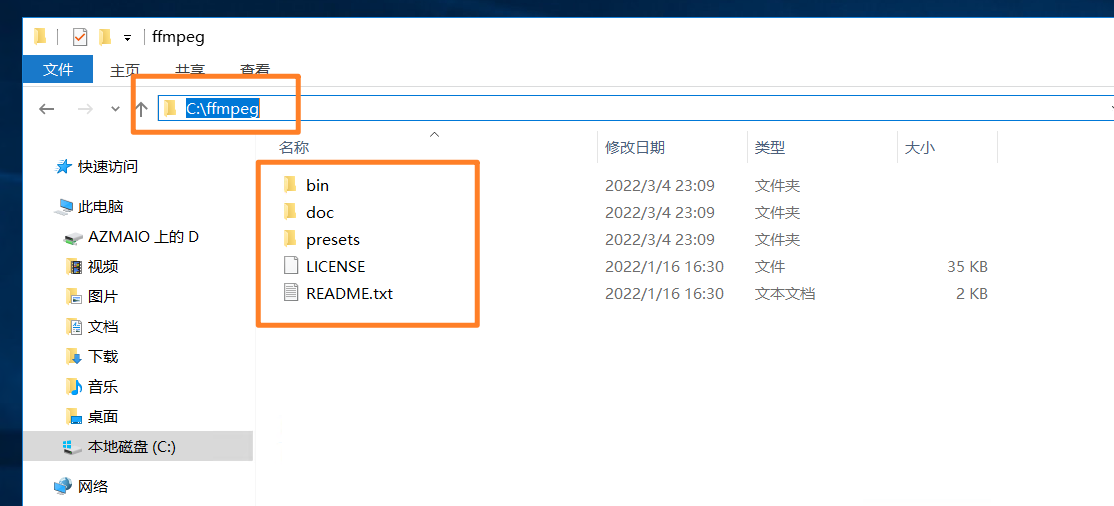 ffmpeg
文件 主页 共享 查看
C:\ffmpeg
名称 修改日期 类型 大小
快速访问
此电脑
AZMAIO 上的 D
视频
图片
文档
下载
音乐
桌面
本地磁盘 (C:)
网络
bin 2022/3/4 23:09 文件夹
doc 2022/3/4 23:09 文件夹
presets 2022/3/4 23:09 文件夹
LICENSE 2022/1/16 16:30 文件 35 KB
README.txt 2022/1/16 16:30 文本文档 2 KB